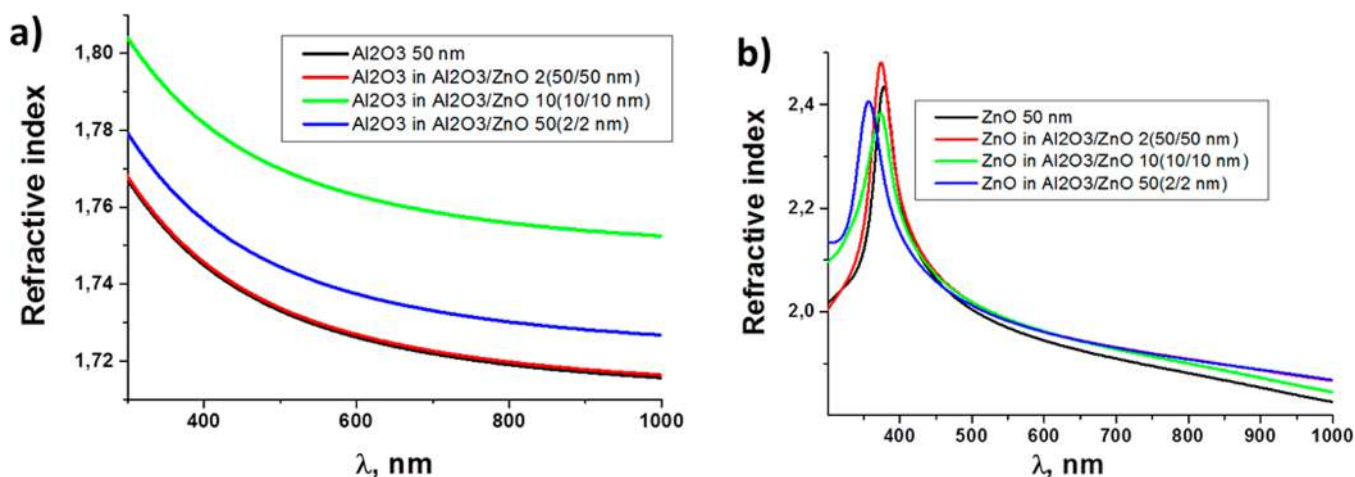 a)
Refractive index
1,80
1,78
1,76
1,74
1,72
Al2O3 50 nm
Al2O3 in Al2O3/ZnO 2(50/50 nm)
Al2O3 in Al2O3/ZnO 10(10/10 nm)
Al2O3 in Al2O3/ZnO 50(2/2 nm)
400 600 800 1000
λ, nm
b)
Refractive index
2,4
2,2
2,0
ZnO 50 nm
ZnO in Al2O3/ZnO 2(50/50 nm)
ZnO in Al2O3/ZnO 10(10/10 nm)
ZnO in Al2O3/ZnO 50(2/2 nm)
400 500 600 700 800 900 1000
λ, nm